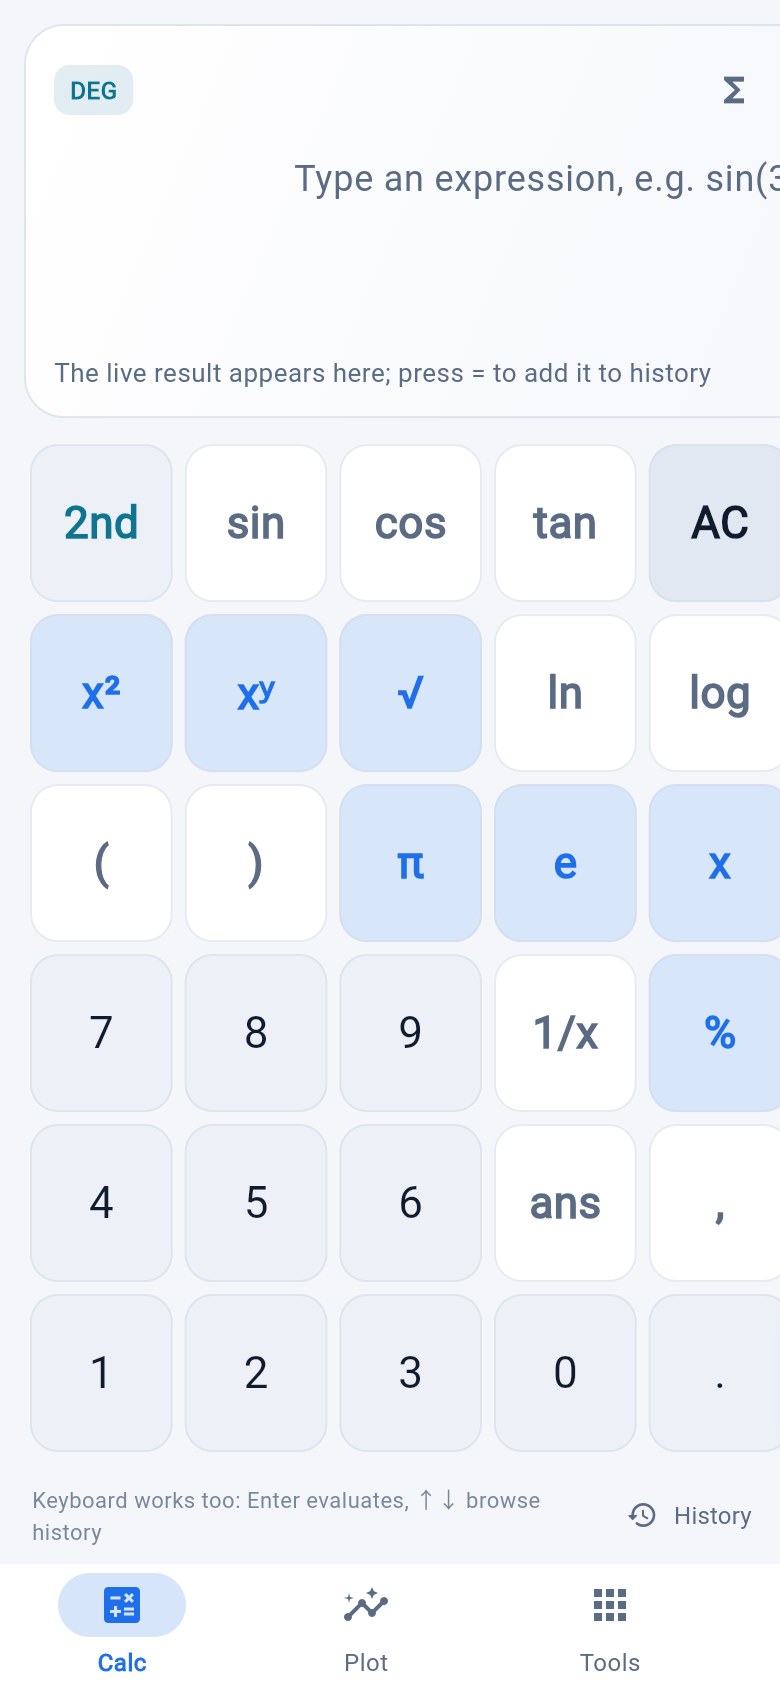 DEG Σ
Type an expression, e.g. sin(3
The live result appears here; press = to add it to history
2nd sin cos tan AC
x² xʸ √ ln log
( ) π e x
7 8 9 1/x %
4 5 6 ans ,
1 2 3 0 .
Keyboard works too: Enter evaluates, ↑ ↓ browse
history
History
Calc Plot Tools